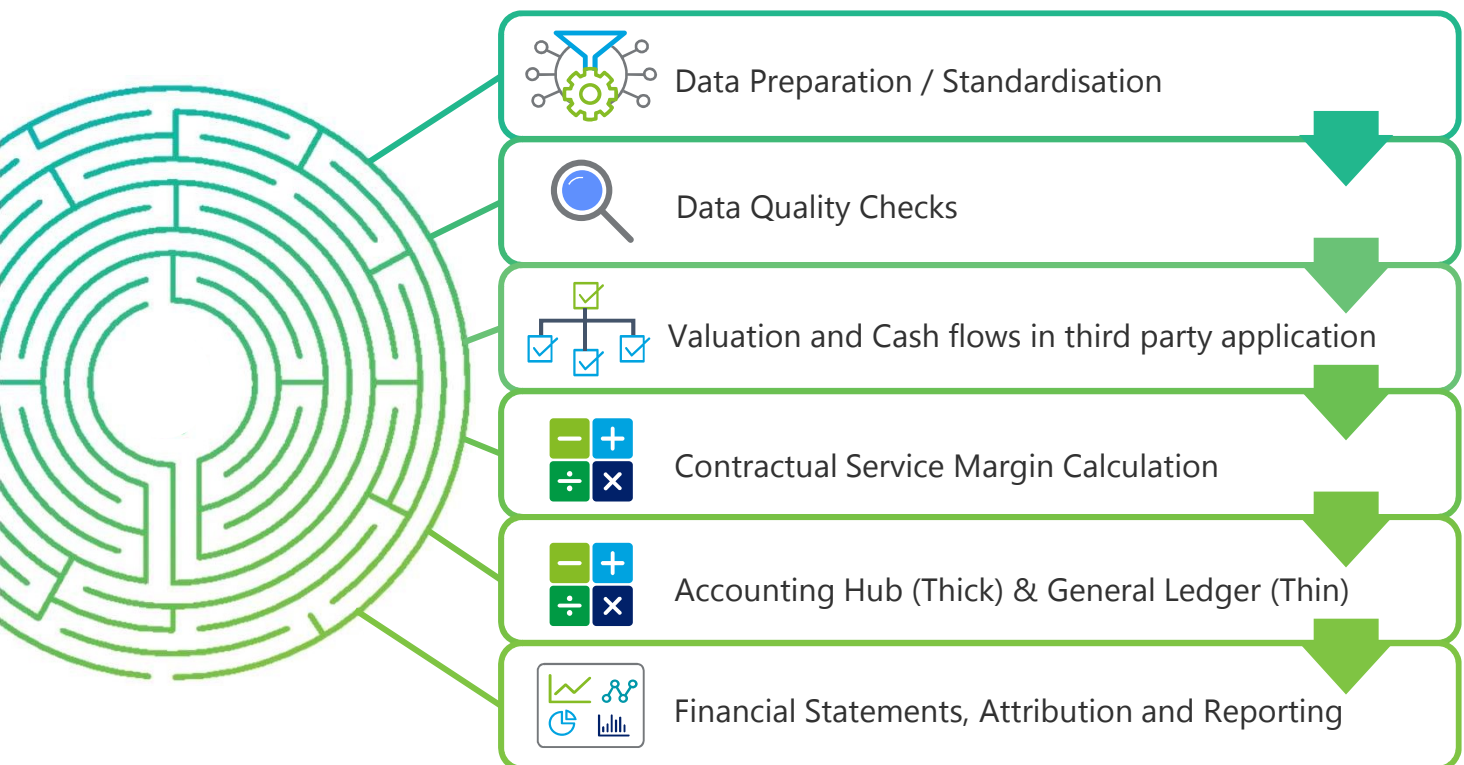 Data Preparation / Standardisation
Data Quality Checks
Valuation and Cash flows in third party application
Contractual Service Margin Calculation
Accounting Hub (Thick) & General Ledger (Thin)
Financial Statements, Attribution and Reporting